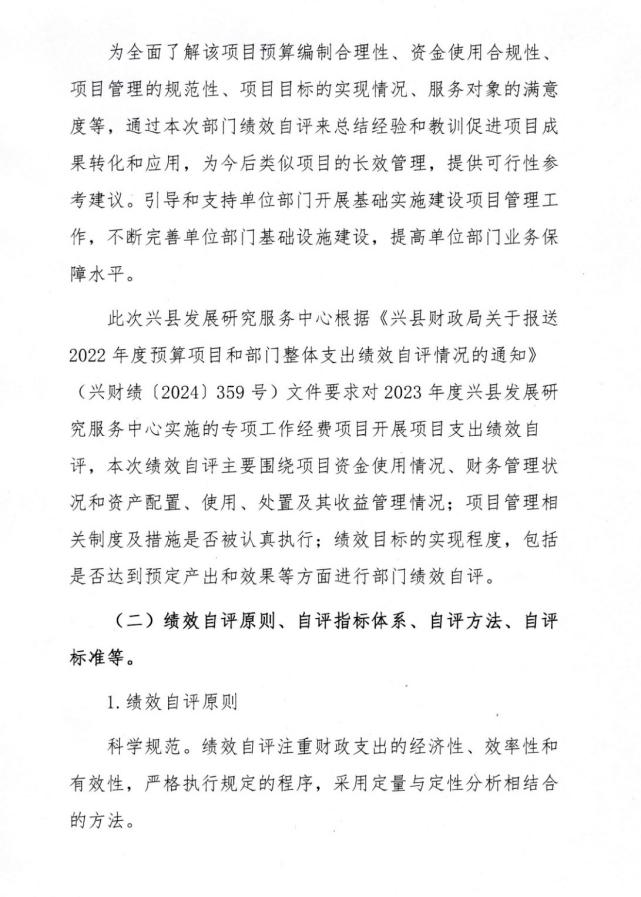 为全面了解该项目预算编制合理性、资金使用合规性、
项目管理的规范性、项目目标的实现情况、服务对象的满意
度等，通过本次部门绩效自评来总结经验和教训促进项目成
果转化和应用，为今后类似项目的长效管理，提供可行性参
考建议。引导和支持单位部门开展基础实施建设项目管理工
作，不断完善单位部门基础设施建设，提高单位部门业务保
障水平。
此次兴县发展研究服务中心根据《兴县财政局关于报送
2022 年度预算项目和部门整体支出绩效自评情况的通知》
（兴财绩〔2024〕359 号）文件要求对 2023 年度兴县发展研
究服务中心实施的专项工作经费项目开展项目支出绩效自
评，本次绩效自评主要围绕项目资金使用情况、财务管理状
况和资产配置、使用、处置及其收益管理情况；项目管理相
关制度及措施是否被认真执行；绩效目标的实现程度，包括
是否达到预定产出和效果等方面进行部门绩效自评。
（二）绩效自评原则、自评指标体系、自评方法、自评
标准等。
1.绩效自评原则
科学规范。绩效自评注重财政支出的经济性、效率性和
有效性，严格执行规定的程序，采用定量与定性分析相结合
的方法。